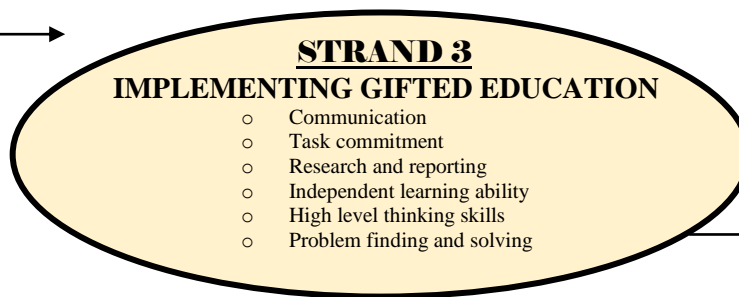 STRAND 3
IMPLEMENTING GIFTED EDUCATION
o Communication
o Task commitment
o Research and reporting
o Independent learning ability
o High level thinking skills
o Problem finding and solving